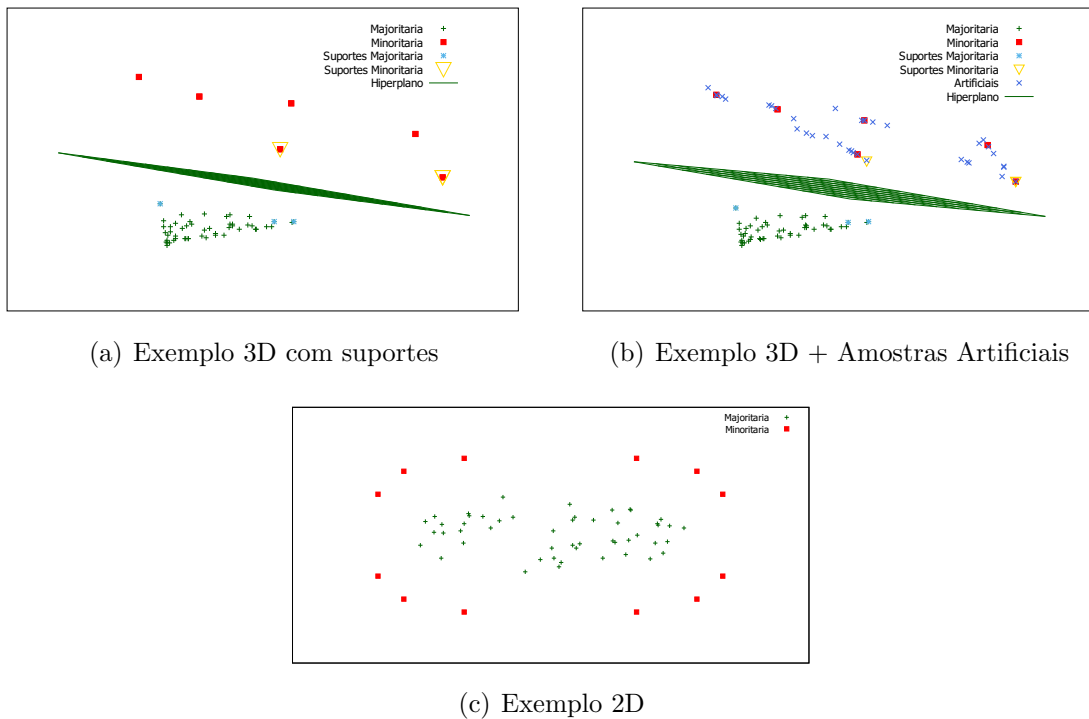 Majoritaria
Minoritaria
Suportes Majoritaria
Suportes Minoritaria
Hiperplano
(a) Exemplo 3D com suportes
Majoritaria
Minoritaria
Suportes Majoritaria
Suportes Minoritaria
Artificiais
Hiperplano
(b) Exemplo 3D + Amostras Artificiais
Majoritaria
Minoritaria
(c) Exemplo 2D